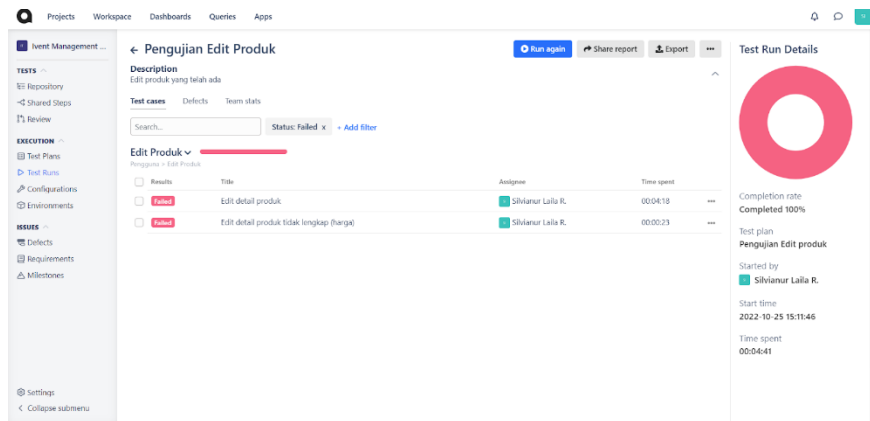 Projects Workspace Dashboards Queries Apps
Ivent Management ...
TESTS
Repository
Shared Steps
Review
EXECUTION
Test Plans
Test Runs
Configurations
Environments
ISSUES
Defects
Requirements
Milestones
Settings
Collapse submenu
← Pengujian Edit Produk
Run again Share report Export ...
Description
Edit produk yang telah ada
Test cases Defects Team stats
Search... Status: Failed x + Add filter
Edit Produk
Pengguna > Edit Produk
Results Title Assignee Time spent
Failed Edit detail produk Silvianur Laila R. 00:04:18 ...
Failed Edit detail produk tidak lengkap (harga) Silvianur Laila R. 00:00:23 ...
Test Run Details
Completion rate
Completed 100%
Test plan
Pengujian Edit produk
Started by
Silvianur Laila R.
Start time
2022-10-25 15:11:46
Time spent
00:04:41